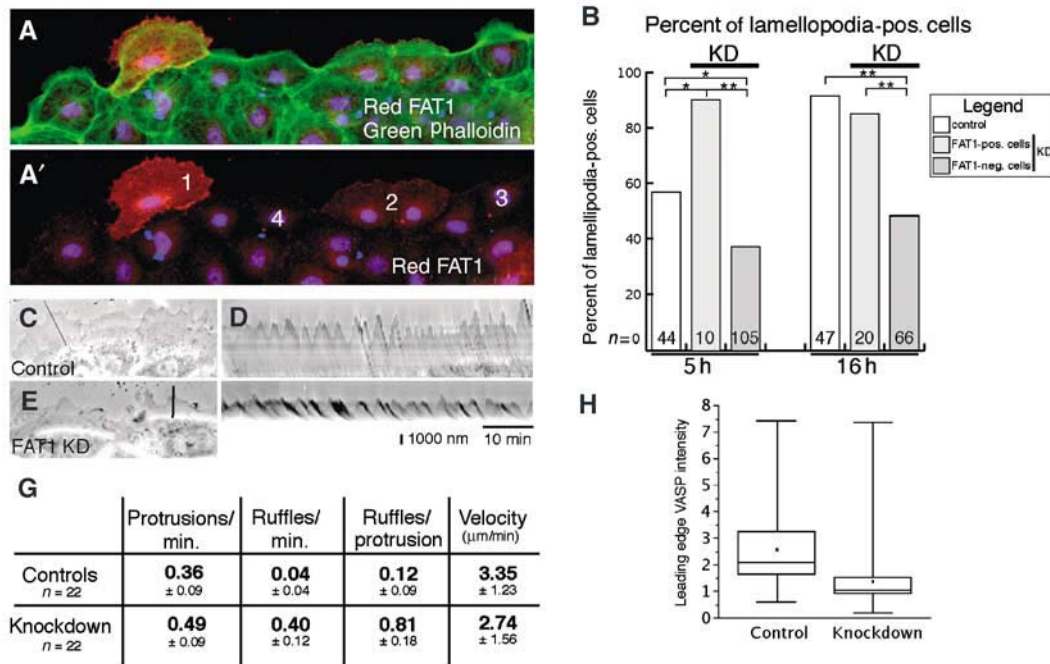 A
Red FAT1
Green Phalloidin
A′
1
2
3
4
Red FAT1
B
Percent of lamellopodia-pos. cells
KD
KD
Percent of lamellipodia-pos. cells
100
80
60
40
20
n=0
*
*
**
**
**
44
10
105
47
20
66
5h
16h
Legend
control
FAT1-pos. cells
FAT1-neg. cells
KD
C
Control
D
E
FAT1 KD
1000 nm
10 min
G
Protrusions/ min.
Ruffles/ min.
Ruffles/ protrusion
Velocity (µm/min)
Controls n = 22
0.36 ± 0.09
0.04 ± 0.04
0.12 ± 0.09
3.35 ± 1.23
Knockdown n = 22
0.49 ± 0.09
0.40 ± 0.12
0.81 ± 0.18
2.74 ± 1.56
H
Leading edge VASP intensity
8
7
6
5
4
3
2
1
0
Control
Knockdown